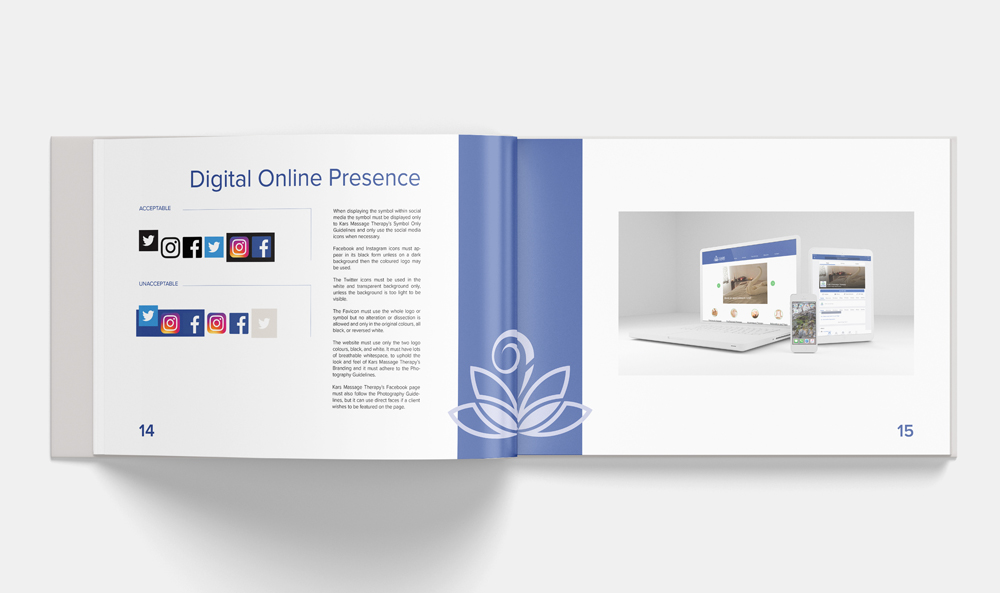 Digital Online Presence
ACCEPTABLE
UNACCEPTABLE
When displaying the symbol within social
media the symbol must be displayed only
to Kars Massage Therapy's Symbol Only
Guidelines and only use the social media
icons when necessary.
Facebook and Instagram icons must ap-
pear in its black form unless on a dark
background then the coloured logo may
be used.
The Twitter icons must be used in the
white and transparent background only,
unless the background is too light to be
visible.
The Favicon must use the whole logo or
symbol but no alteration or dissection is
allowed and only in the original colours, all
black, or reversed white.
The website must use only the two logo
colours, black, and white. It must have lots
of breathable whitespace, to uphold the
look and feel of Kars Massage Therapy's
Branding and it must adhere to the Pho-
tography Guidelines.
Kars Massage Therapy's Facebook page
must also follow the Photography Guide-
lines, but it can use direct faces if a client
wishes to be featured on the page.
14
15